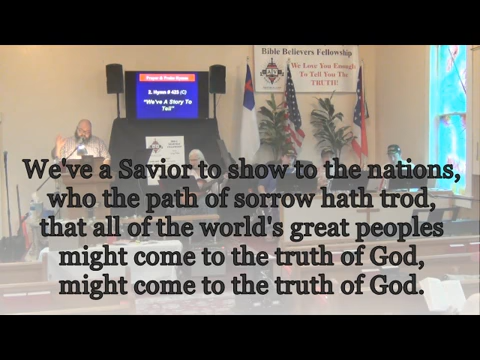 Bible Believers Fellowship
We Love You Enough
To Tell You The
TRUTH!
Prayer & Praise Hymns
2. Hymn # 425 (C)
"We've A Story To
Tell"
We've a Savior to show to the nations,
who the path of sorrow hath trod,
that all of the world's great peoples
might come to the truth of God,
might come to the truth of God.